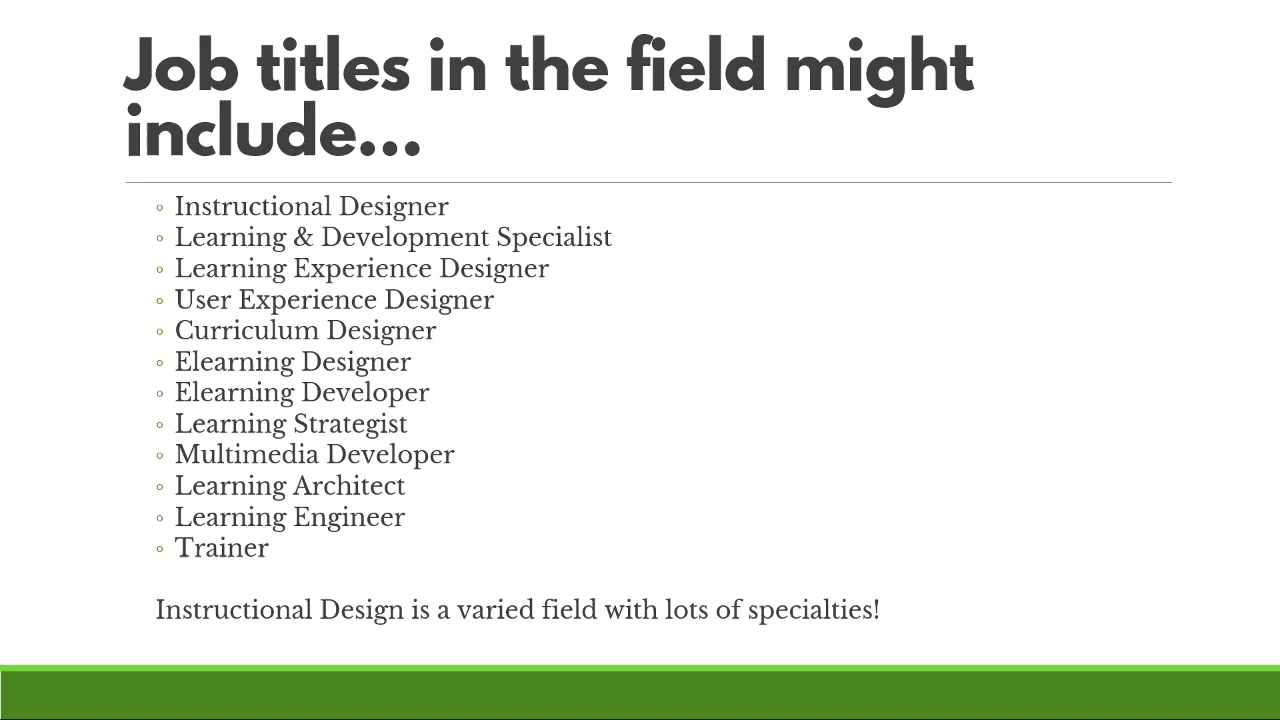 Job titles in the field might
include...
◦ Instructional Designer
◦ Learning & Development Specialist
◦ Learning Experience Designer
◦ User Experience Designer
◦ Curriculum Designer
◦ Elearning Designer
◦ Elearning Developer
◦ Learning Strategist
◦ Multimedia Developer
◦ Learning Architect
◦ Learning Engineer
◦ Trainer
Instructional Design is a varied field with lots of specialties!